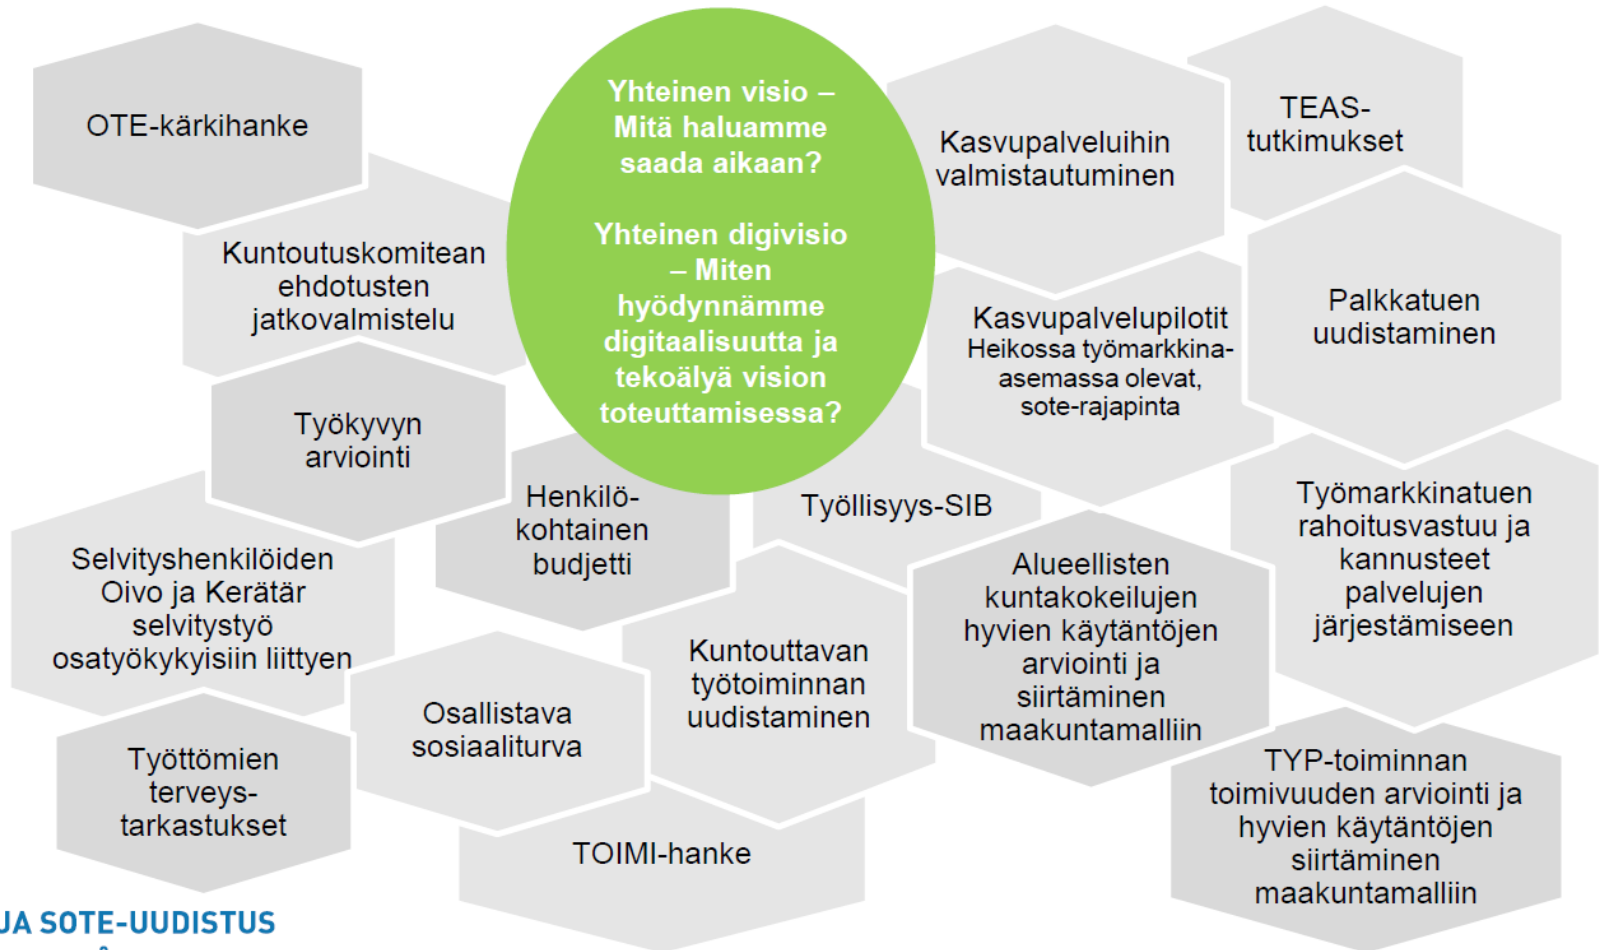 OTE-kärkihanke
Kuntoutuskomitean
ehdotusten
jatkovalmistelu
Työkyvyn
arviointi
Selvityshenkilöiden
Oivo ja Kerätär
selvitystyö
osatyökykyisiin liittyen
Työttömien
terveys-
tarkastukset
Yhteinen visio –
Mitä haluamme
saada aikaan?
Yhteinen digivisio
– Miten
hyödynnämme
digitaalisuutta ja
tekoälyä vision
toteuttamisessa?
Henkilö-
kohtainen
budjetti
Osallistava
sosiaaliturva
TOIMI-hanke
Työllisyys-SIB
Kuntouttavan
työtoiminnan
uudistaminen
Kasvupalveluihin
valmistautuminen
TEAS-
tutkimukset
Kasvupalvelupilotit
Heikossa työmarkkina-
asemassa olevat,
sote-rajapinta
Palkkatuen
uudistaminen
Alueellisten
kuntakokeilujen
hyvien käytäntöjen
arviointi ja
siirtäminen
maakuntamalliin
Työmarkkinatuen
rahoitusvastuu ja
kannusteet
palvelujen
järjestämiseen
TYP-toiminnan
toimivuuden arviointi ja
hyvien käytäntöjen
siirtäminen
maakuntamalliin
JA SOTE-UUDISTUS